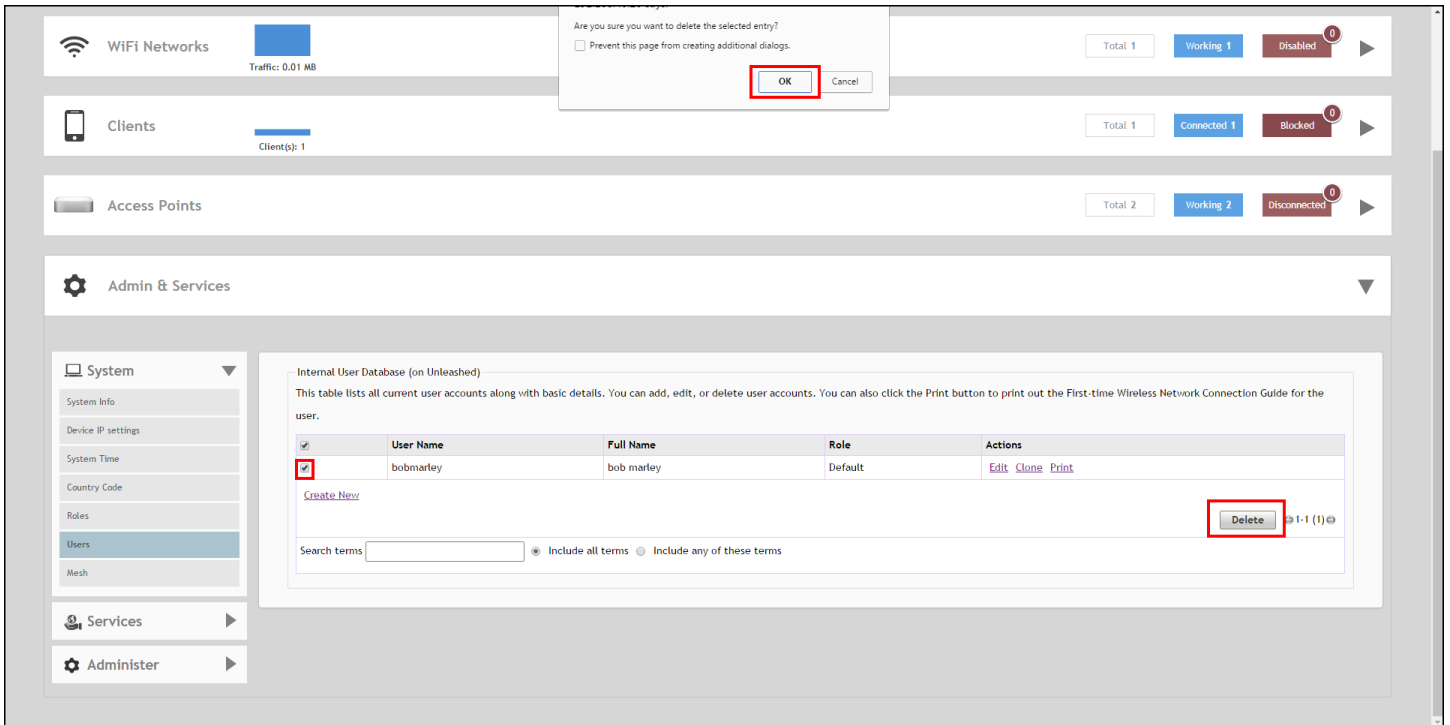 Are you sure you want to delete the selected entry?
Prevent this page from creating additional dialogs.
OK Cancel
WiFi Networks
Traffic: 0.01 MB
Total 1 Working 1 Disabled 0
Clients
Client(s): 1
Total 1 Connected 1 Blocked 0
Access Points
Total 2 Working 2 Disconnected 0
Admin & Services
System
System Info
Device IP settings
System Time
Country Code
Roles
Users
Mesh
Services
Administer
Internal User Database (on Unleashed)
This table lists all current user accounts along with basic details. You can add, edit, or delete user accounts. You can also click the Print button to print out the First-time Wireless Network Connection Guide for the
user.
User Name Full Name Role Actions
bobmarley bob marley Default Edit Clone Print
Create New
Delete 1-1 (1)
Search terms Include all terms Include any of these terms